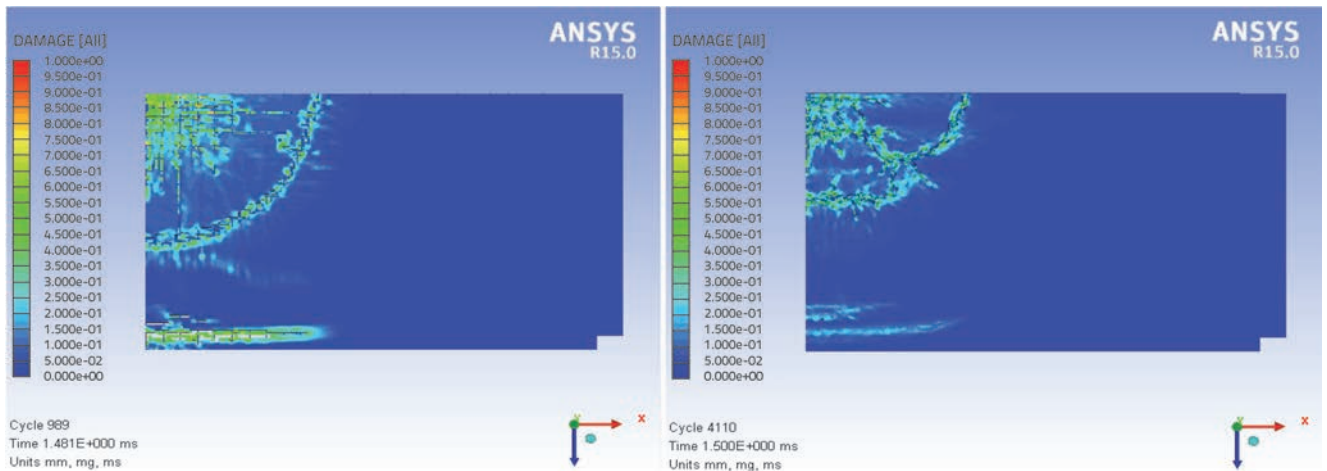 DAMAGE [All]
ANSYS
R15.0
1.000e+00
9.500e-01
9.000e-01
8.500e-01
8.000e-01
7.500e-01
7.000e-01
6.500e-01
6.000e-01
5.500e-01
5.000e-01
4.500e-01
4.000e-01
3.500e-01
3.000e-01
2.500e-01
2.000e-01
1.500e-01
1.000e-01
5.000e-02
0.000e+00
Cycle 989
Time 1.481E+000 ms
Units mm, mg, ms
Y
X
DAMAGE [All]
ANSYS
R15.0
1.000e+00
9.500e-01
9.000e-01
8.500e-01
8.000e-01
7.500e-01
7.000e-01
6.500e-01
6.000e-01
5.500e-01
5.000e-01
4.500e-01
4.000e-01
3.500e-01
3.000e-01
2.500e-01
2.000e-01
1.500e-01
1.000e-01
5.000e-02
0.000e+00
Cycle 4110
Time 1.500E+000 ms
Units mm, mg, ms
Y
X